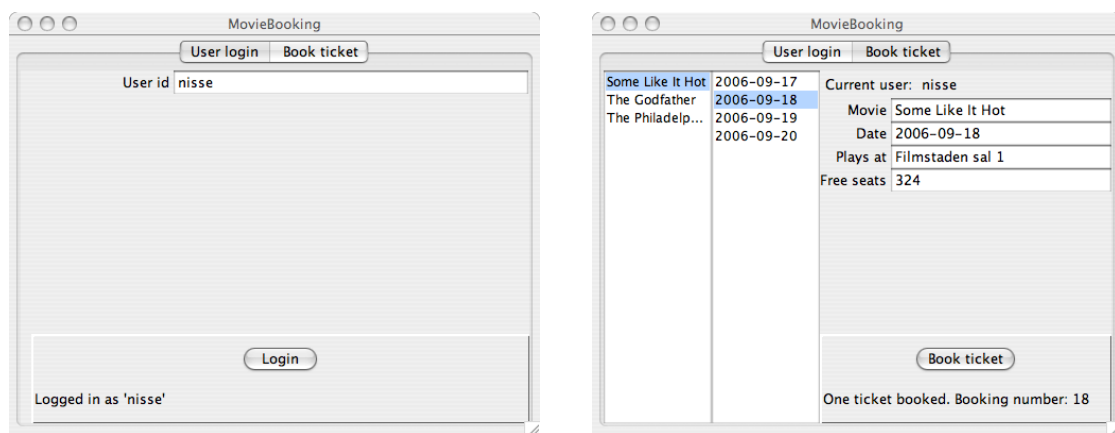 MovieBooking
User login Book ticket
User id nisse
Login
Logged in as 'nisse'
MovieBooking
User login Book ticket
Some Like It Hot
The Godfather
The Philadelp...
2006-09-17
2006-09-18
2006-09-19
2006-09-20
Current user: nisse
Movie Some Like It Hot
Date 2006-09-18
Plays at Filmstaden sal 1
Free seats 324
Book ticket
One ticket booked. Booking number: 18